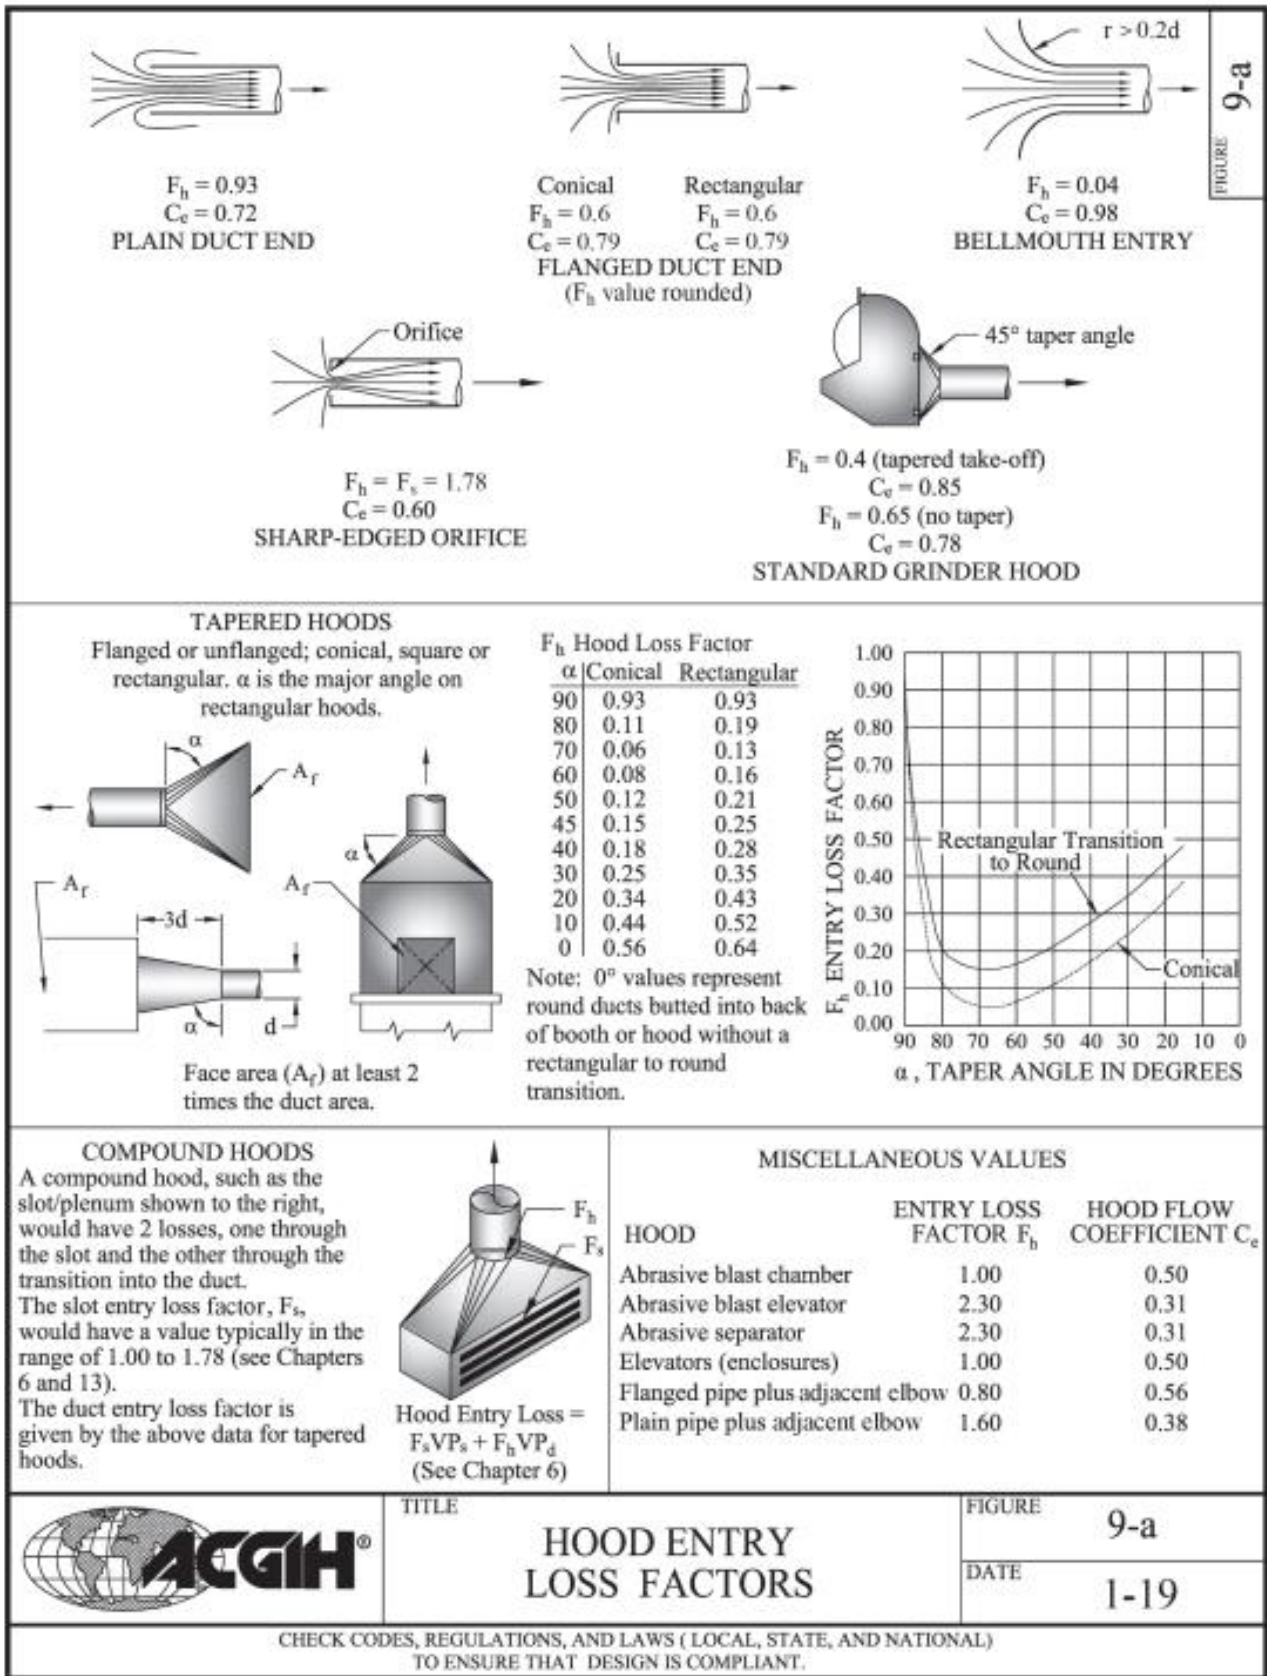 r > 0.2d
FIGURE
9-a
Fh = 0.93
Ce = 0.72
PLAIN DUCT END
Conical Rectangular
Fh = 0.6 Fh = 0.6
Ce = 0.79 Ce = 0.79
FLANGED DUCT END
(Fh value rounded)
Fh = 0.04
Ce = 0.98
BELLMOUTH ENTRY
Orifice
Fh = Fs = 1.78
Ce = 0.60
SHARP-EDGED ORIFICE
45° taper angle
Fh = 0.4 (tapered take-off)
Ce = 0.85
Fh = 0.65 (no taper)
Ce = 0.78
STANDARD GRINDER HOOD
TAPERED HOODS
Flanged or unflanged; conical, square or
rectangular. α is the major angle on
rectangular hoods.
α
Af
α
Af
Af
3d
α
d
Face area (Af) at least 2
times the duct area.
Fh Hood Loss Factor
α Conical Rectangular
90 0.93 0.93
80 0.11 0.19
70 0.06 0.13
60 0.08 0.16
50 0.12 0.21
45 0.15 0.25
40 0.18 0.28
30 0.25 0.35
20 0.34 0.43
10 0.44 0.52
0 0.56 0.64
Note: 0° values represent
round ducts butted into back
of booth or hood without a
rectangular to round
transition.
Fh ENTRY LOSS FACTOR
1.00
0.90
0.80
0.70
0.60
0.50
0.40
0.30
0.20
0.10
0.00
Rectangular Transition
to Round
Conical
90 80 70 60 50 40 30 20 10 0
α , TAPER ANGLE IN DEGREES
COMPOUND HOODS
A compound hood, such as the
slot/plenum shown to the right,
would have 2 losses, one through
the slot and the other through the
transition into the duct.
The slot entry loss factor, Fs,
would have a value typically in the
range of 1.00 to 1.78 (see Chapters
6 and 13).
The duct entry loss factor is
given by the above data for tapered
hoods.
Fh
Fs
Hood Entry Loss =
FsVPs + FhVPd
(See Chapter 6)
MISCELLANEOUS VALUES
HOOD ENTRY LOSS FACTOR Fh HOOD FLOW COEFFICIENT Ce
Abrasive blast chamber 1.00 0.50
Abrasive blast elevator 2.30 0.31
Abrasive separator 2.30 0.31
Elevators (enclosures) 1.00 0.50
Flanged pipe plus adjacent elbow 0.80 0.56
Plain pipe plus adjacent elbow 1.60 0.38
ACGIH®
TITLE
HOOD ENTRY
LOSS FACTORS
FIGURE
9-a
DATE
1-19
CHECK CODES, REGULATIONS, AND LAWS ( LOCAL, STATE, AND NATIONAL)
TO ENSURE THAT DESIGN IS COMPLIANT.